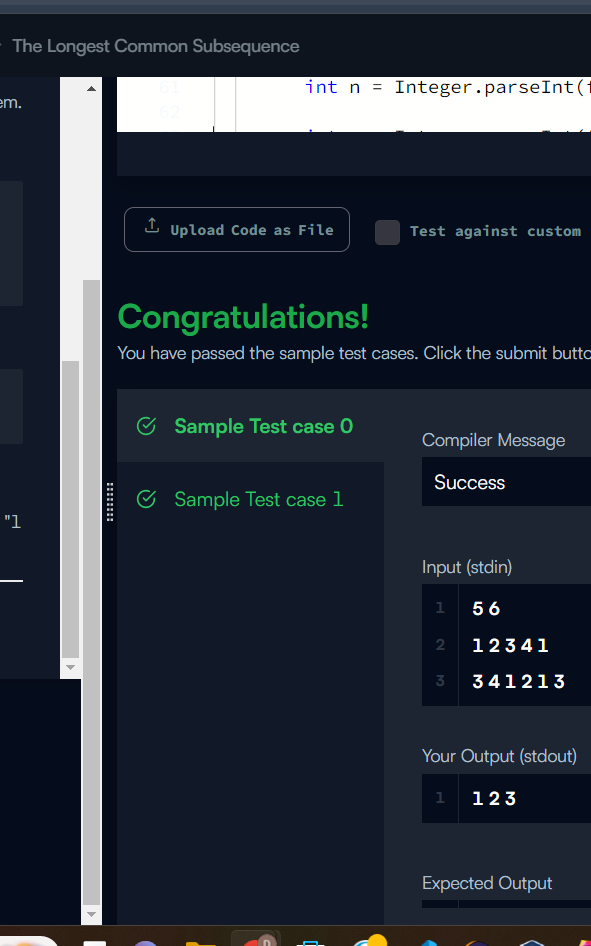 The Longest Common Subsequence
em.
61
int n = Integer.parseInt(f
62
Upload Code as File
Test against custom
Congratulations!
You have passed the sample test cases. Click the submit butto
Sample Test case 0
Compiler Message
Success
Sample Test case 1
"l
Input (stdin)
1 5 6
2 1 2 3 4 1
3 3 4 1 2 1 3
Your Output (stdout)
1 1 2 3
Expected Output